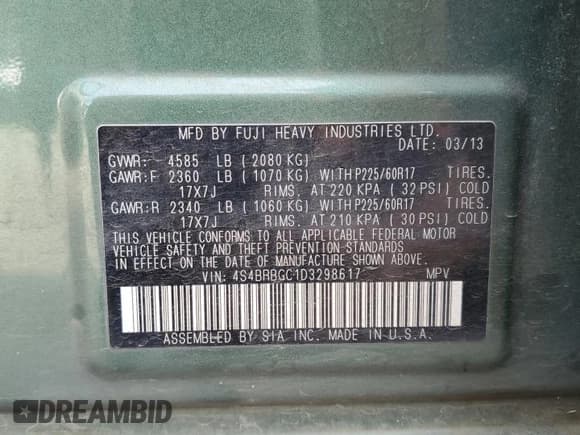 MFD BY FUJI HEAVY INDUSTRIES LTD.
DATE: 03/13
GVWR: 4585 LB (2080 KG)
GAWR:F 2360 LB (1070 KG) WITH P225/60R17 TIRES.
17X7J RIMS. AT 220 KPA (32 PSI) COLD
GAWR:R 2340 LB (1060 KG) WITH P225/60R17 TIRES.
17X7J RIMS. AT 210 KPA (30 PSI) COLD
THIS VEHICLE CONFORMS TO ALL APPLICABLE FEDERAL MOTOR
VEHICLE SAFETY AND THEFT PREVENTION STANDARDS
IN EFFECT ON THE DATE OF MANUFACTURE SHOWN ABOVE.
VIN: 4S4BRBGC1D3298617 MPV
ASSEMBLED BY SIA INC. MADE IN U.S.A.
DREAMBID